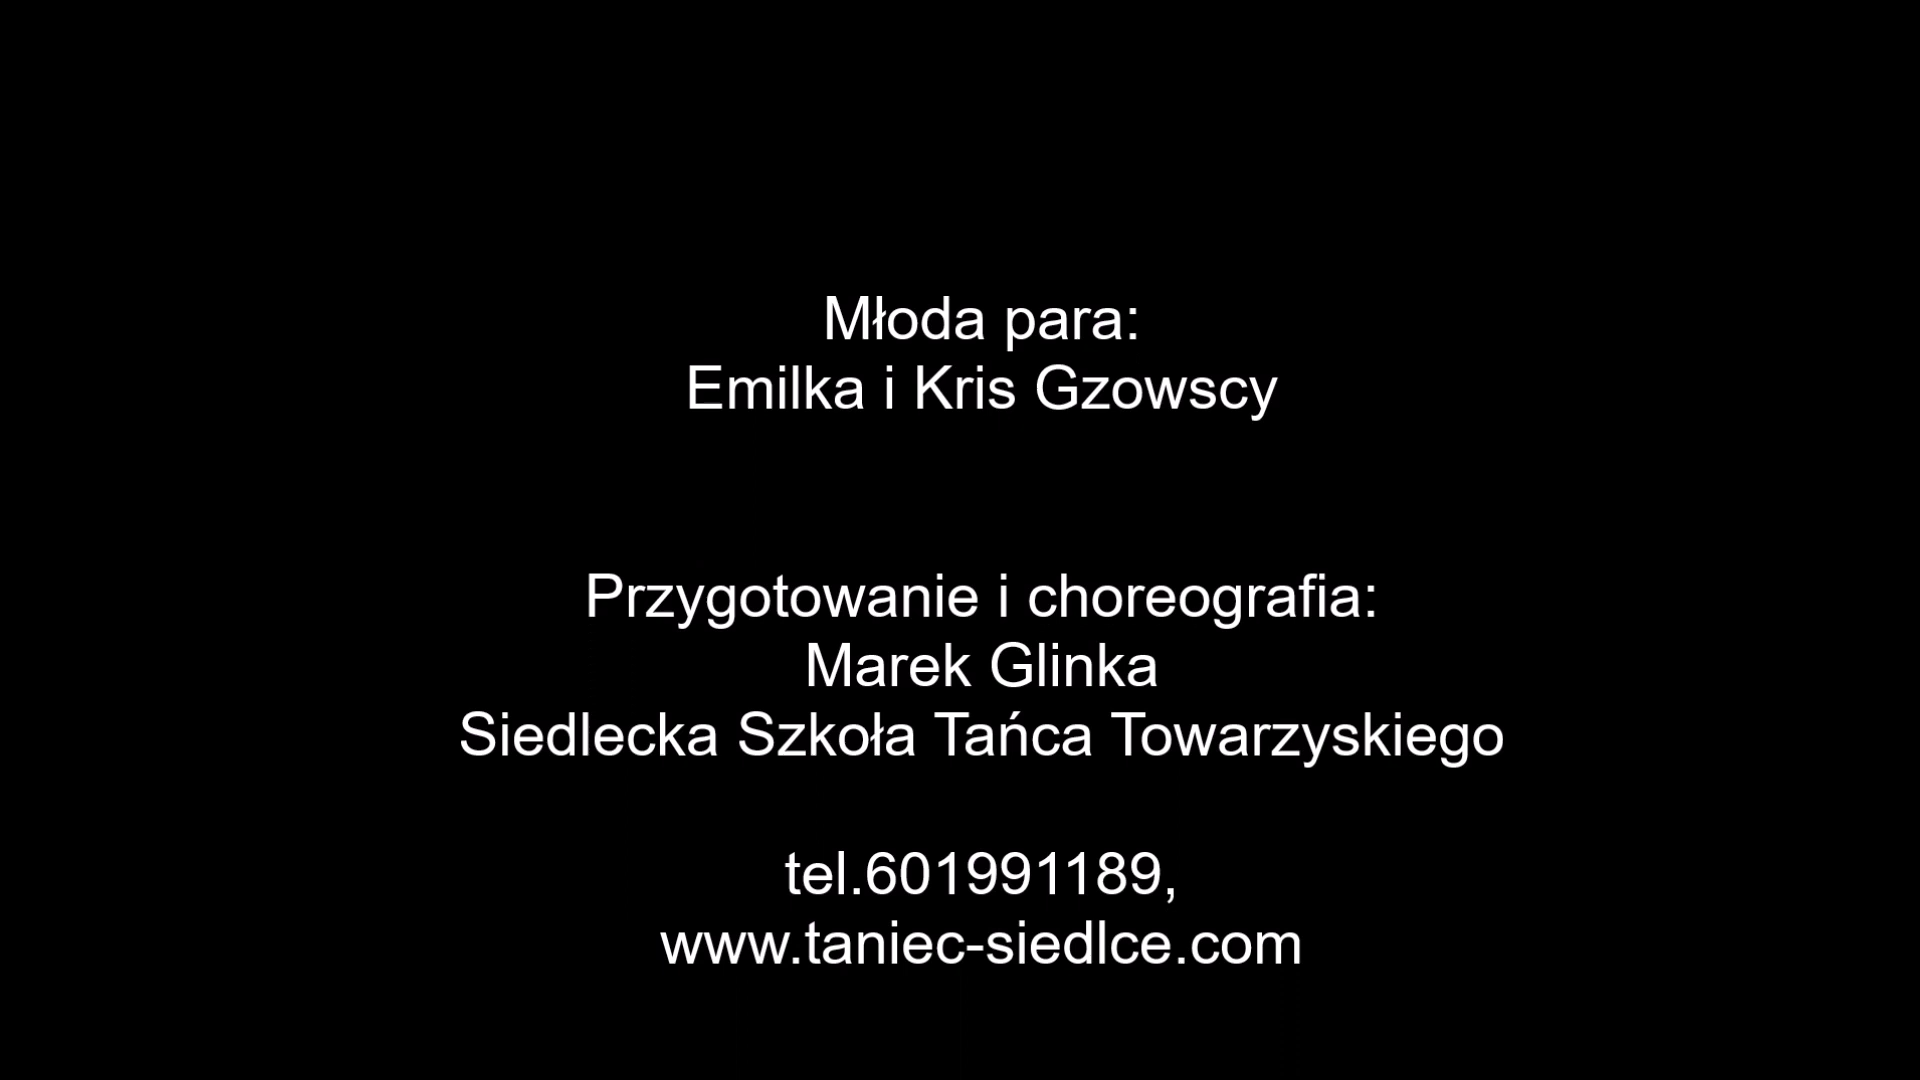 Młoda para:
Emilka i Kris Gzowscy
Przygotowanie i choreografia:
Marek Glinka
Siedlecka Szkoła Tańca Towarzyskiego
tel.601991189,
www.taniec-siedlce.com